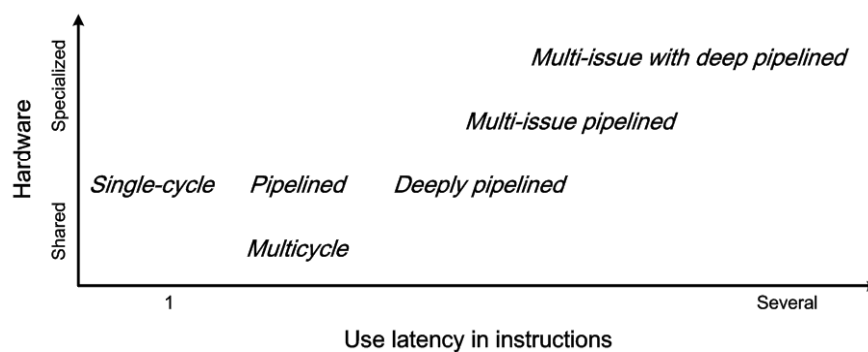 Multi-issue with deep pipelined
Specialized
Multi-issue pipelined
Hardware
Single-cycle Pipelined Deeply pipelined
Shared
Multicycle
1 Several
Use latency in instructions